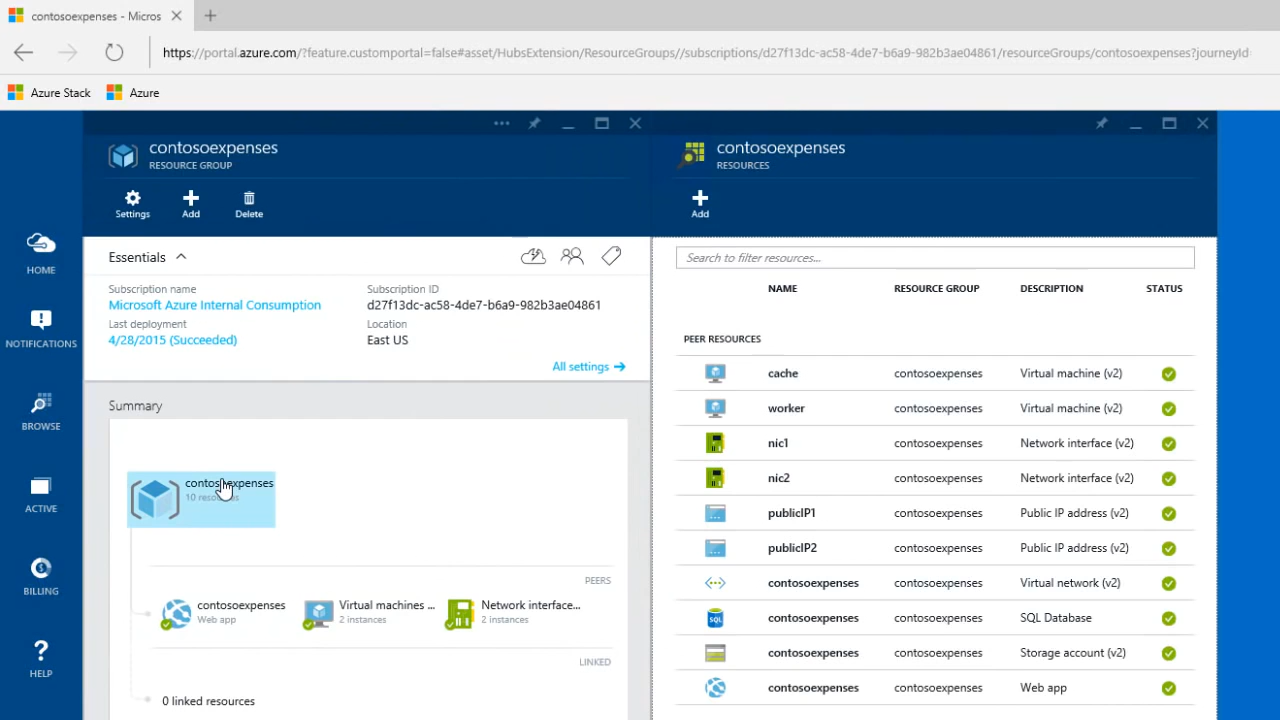 contosoexpenses - Micros
https://portal.azure.com/?feature.customportal=false#asset/HubsExtension/ResourceGroups//subscriptions/d27f13dc-ac58-4de7-b6a9-982b3ae04861/resourceGroups/contosoexpenses?journeyId
Azure Stack
Azure
HOME
NOTIFICATIONS
BROWSE
ACTIVE
BILLING
HELP
contosoexpenses
RESOURCE GROUP
Settings
Add
Delete
Essentials
Subscription name
Microsoft Azure Internal Consumption
Subscription ID
d27f13dc-ac58-4de7-b6a9-982b3ae04861
Last deployment
4/28/2015 (Succeeded)
Location
East US
All settings
Summary
contosoexpenses
10 resources
PEERS
contosoexpenses
Web app
Virtual machines ...
2 instances
Network interface...
2 instances
LINKED
0 linked resources
contosoexpenses
RESOURCES
Add
Search to filter resources...
NAME RESOURCE GROUP DESCRIPTION STATUS
PEER RESOURCES
cache contosoexpenses Virtual machine (v2)
worker contosoexpenses Virtual machine (v2)
nic1 contosoexpenses Network interface (v2)
nic2 contosoexpenses Network interface (v2)
publicIP1 contosoexpenses Public IP address (v2)
publicIP2 contosoexpenses Public IP address (v2)
contosoexpenses contosoexpenses Virtual network (v2)
contosoexpenses contosoexpenses SQL Database
contosoexpenses contosoexpenses Storage account (v2)
contosoexpenses contosoexpenses Web app